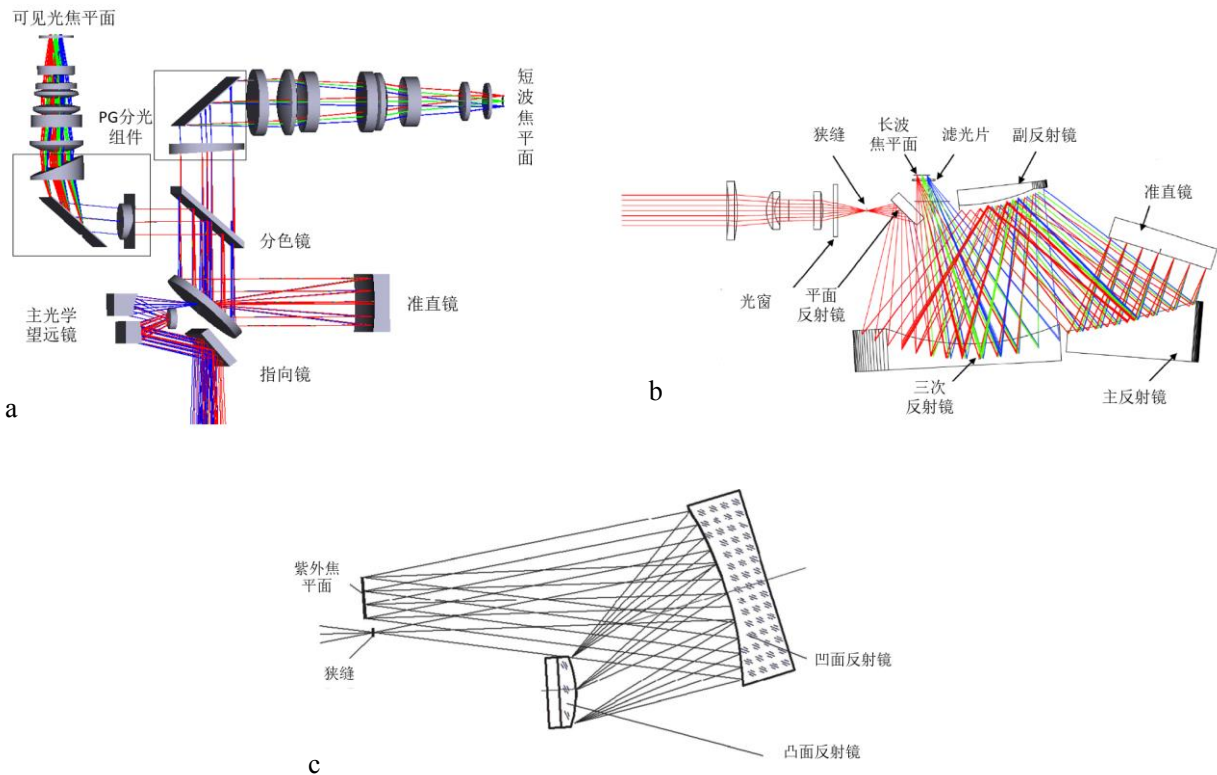 可见光焦平面
PG分光
组件
短
波
焦
平
面
分色镜
准直镜
主光学
望远镜
指向镜
a
狭缝
长波
焦平面
滤光片
副反射镜
准直镜
光窗
平面
反射镜
三次
反射镜
主反射镜
b
紫外焦
平面
狭缝
凹面反射镜
凸面反射镜
c